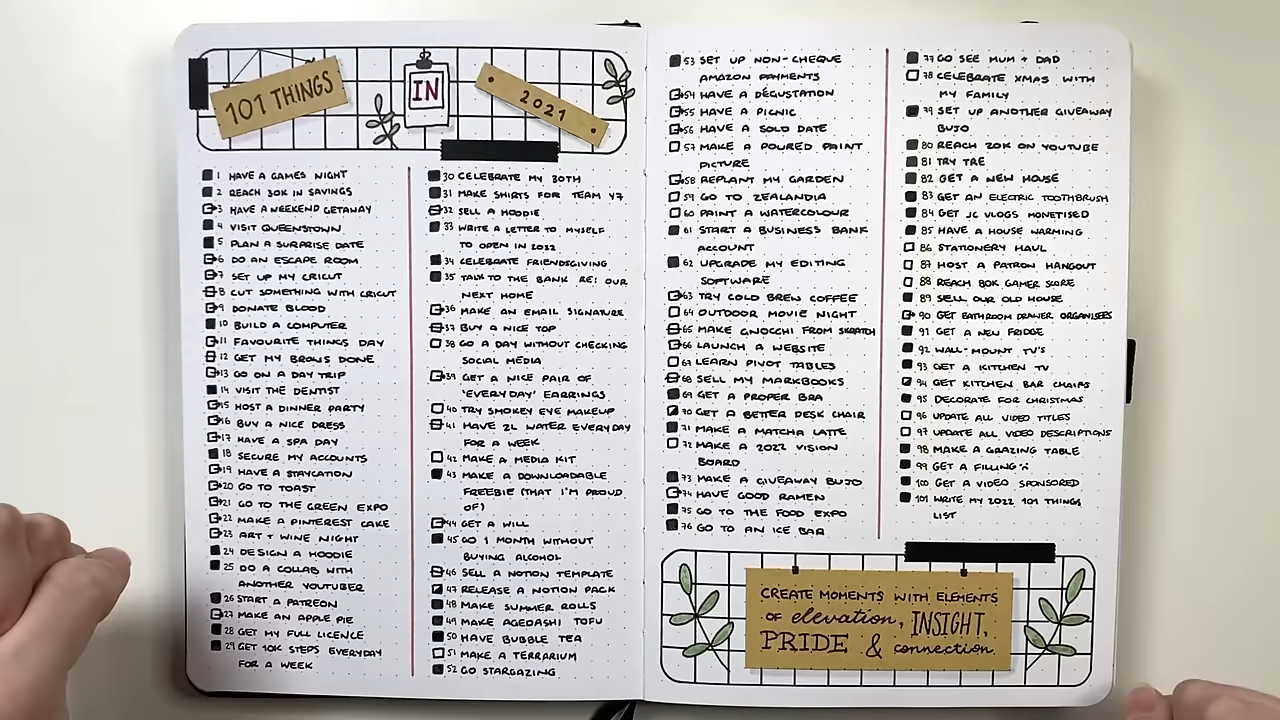 101 THINGS
IN
2021
1 HAVE A GAMES NIGHT
2 REACH 30K IN SAVINGS
3 HAVE A WEEKEND GETAWAY
4 VISIT QUEENSTOWN
5 PLAN A SURPRISE DATE
6 DO AN ESCAPE ROOM
7 SET UP MY CRICUT
8 CUT SOMETHING WITH CRICUT
9 DONATE BLOOD
10 BUILD A COMPUTER
11 FAVOURITE THINGS DAY
12 GET MY BROWS DONE
13 GO ON A DAY TRIP
14 VISIT THE DENTIST
15 HOST A DINNER PARTY
16 BUY A NICE DRESS
17 HAVE A SPA DAY
18 SECURE MY ACCOUNTS
19 HAVE A STAYCATION
20 GO TO TOAST
21 GO TO THE GREEN EXPO
22 MAKE A PINTEREST CAKE
23 ART + WINE NIGHT
24 DESIGN A HOODIE
25 DO A COLLAB WITH
ANOTHER YOUTUBER
26 START A PATREON
27 MAKE AN APPLE PIE
28 GET MY FULL LICENCE
29 GET 10K STEPS EVERYDAY
FOR A WEEK
30 CELEBRATE MY 30TH
31 MAKE SHIRTS FOR TEAM Y7
32 SELL A HOODIE
33 WRITE A LETTER TO MYSELF
TO OPEN IN 2022
34 CELEBRATE FRIENDSGIVING
35 TALK TO THE BANK RE: OUR
NEXT HOME
36 MAKE AN EMAIL SIGNATURE
37 BUY A NICE TOP
38 GO A DAY WITHOUT CHECKING
SOCIAL MEDIA
39 GET A NICE PAIR OF
'EVERYDAY' EARRINGS
40 TRY SMOKEY EYE MAKEUP
41 HAVE 2L WATER EVERYDAY
FOR A WEEK
42 MAKE A MEDIA KIT
43 MAKE A DOWNLOADABLE
FREEBIE (THAT I'M PROUD
OF)
44 GET A WILL
45 GO 1 MONTH WITHOUT
BUYING ALCOHOL
46 SELL A NOTION TEMPLATE
47 RELEASE A NOTION PACK
48 MAKE SUMMER ROLLS
49 MAKE AGEDASHI TOFU
50 HAVE BUBBLE TEA
51 MAKE A TERRARIUM
52 GO STARGAZING
53 SET UP NON-CHEQUE
AMAZON PAYMENTS
54 HAVE A DÉGUSTATION
55 HAVE A PICNIC
56 HAVE A SOLO DATE
57 MAKE A POURED PAINT
PICTURE
58 REPLANT MY GARDEN
59 GO TO ZEALANDIA
60 PAINT A WATERCOLOUR
61 START A BUSINESS BANK
ACCOUNT
62 UPGRADE MY EDITING
SOFTWARE
63 TRY COLD BREW COFFEE
64 OUTDOOR MOVIE NIGHT
65 MAKE GNOCCHI FROM SKRATCH
66 LAUNCH A WEBSITE
67 LEARN PIVOT TABLES
68 SELL MY MARKBOOKS
69 GET A PROPER BRA
70 GET A BETTER DESK CHAIR
71 MAKE A MATCHA LATTE
72 MAKE A 2022 VISION
BOARD
73 MAKE A GIVEAWAY BUJO
74 HAVE GOOD RAMEN
75 GO TO THE FOOD EXPO
76 GO TO AN ICE BAR
77 GO SEE MUM + DAD
78 CELEBRATE XMAS WITH
MY FAMILY
79 SET UP ANOTHER GIVEAWAY
BUJO
80 REACH 20K ON YOUTUBE
81 TRY TRE
82 GET A NEW HOUSE
83 GET AN ELECTRIC TOOTHBRUSH
84 GET JC VLOGS MONETISED
85 HAVE A HOUSE WARMING
86 STATIONERY HAUL
87 HOST A PATRON HANGOUT
88 REACH 80K GAMER SCORE
89 SELL OUR OLD HOUSE
90 GET BATHROOM DRAWER ORGANISERS
91 GET A NEW FRIDGE
92 WALL-MOUNT TV'S
93 GET A KITCHEN TV
94 GET KITCHEN BAR CHAIRS
95 DECORATE FOR CHRISTMAS
96 UPDATE ALL VIDEO TITLES
97 UPDATE ALL VIDEO DESCRIPTIONS
98 MAKE A GRAZING TABLE
99 GET A FILLING
100 GET A VIDEO SPONSORED
101 WRITE MY 2022 101 THINGS
LIST
CREATE MOMENTS WITH ELEMENTS
OF elevation, INSIGHT,
PRIDE & connection.